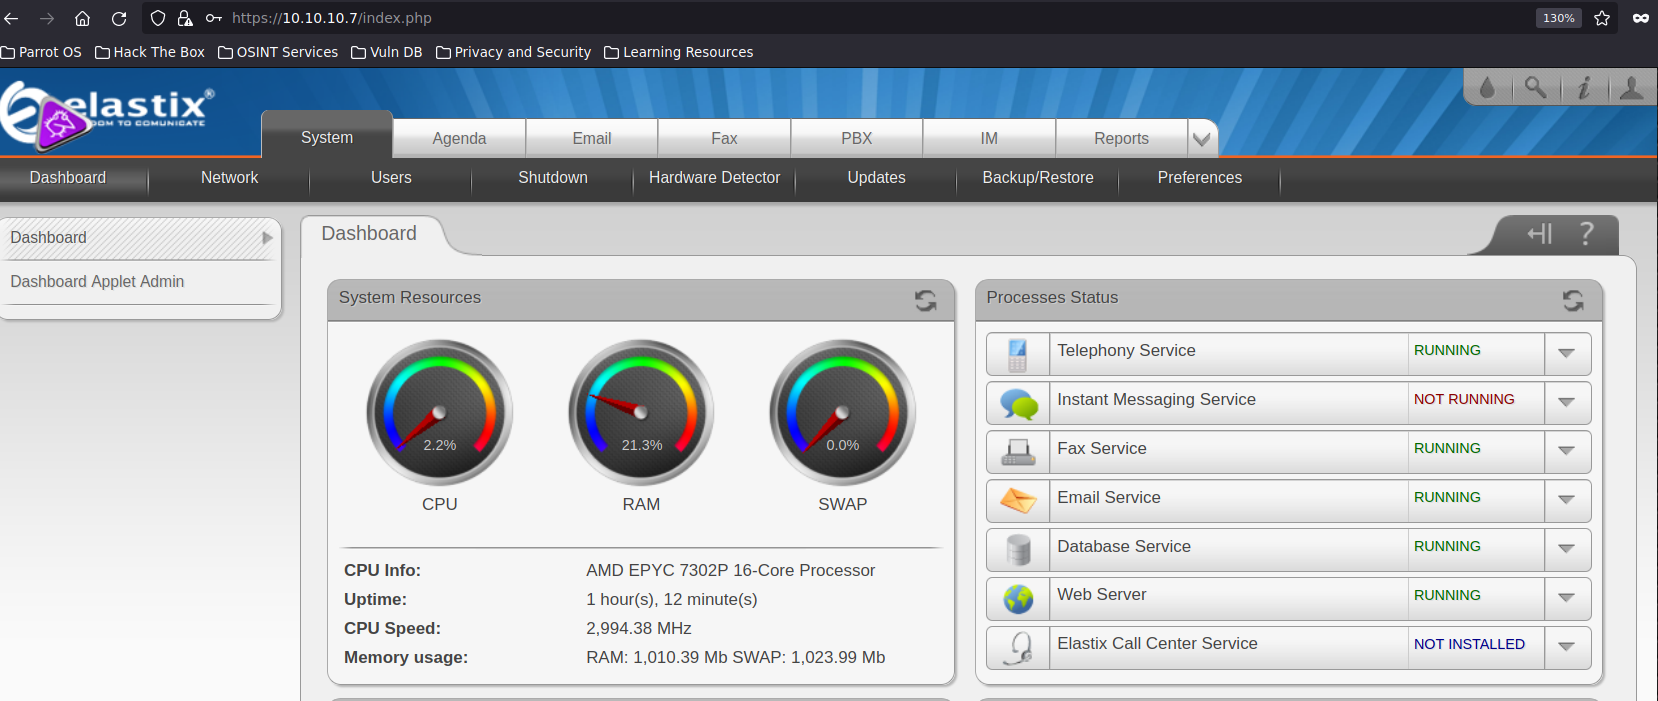 https://10.10.10.7/index.php 130%
Parrot OS Hack The Box OSINT Services Vuln DB Privacy and Security Learning Resources
elastix®
DOM TO COMUNICATE
System Agenda Email Fax PBX IM Reports
Dashboard Network Users Shutdown Hardware Detector Updates Backup/Restore Preferences
Dashboard
Dashboard Applet Admin
Dashboard
?
System Resources
2.2% 21.3% 0.0%
CPU RAM SWAP
CPU Info: AMD EPYC 7302P 16-Core Processor
Uptime: 1 hour(s), 12 minute(s)
CPU Speed: 2,994.38 MHz
Memory usage: RAM: 1,010.39 Mb SWAP: 1,023.99 Mb
Processes Status
Telephony Service RUNNING
Instant Messaging Service NOT RUNNING
Fax Service RUNNING
Email Service RUNNING
Database Service RUNNING
Web Server RUNNING
Elastix Call Center Service NOT INSTALLED